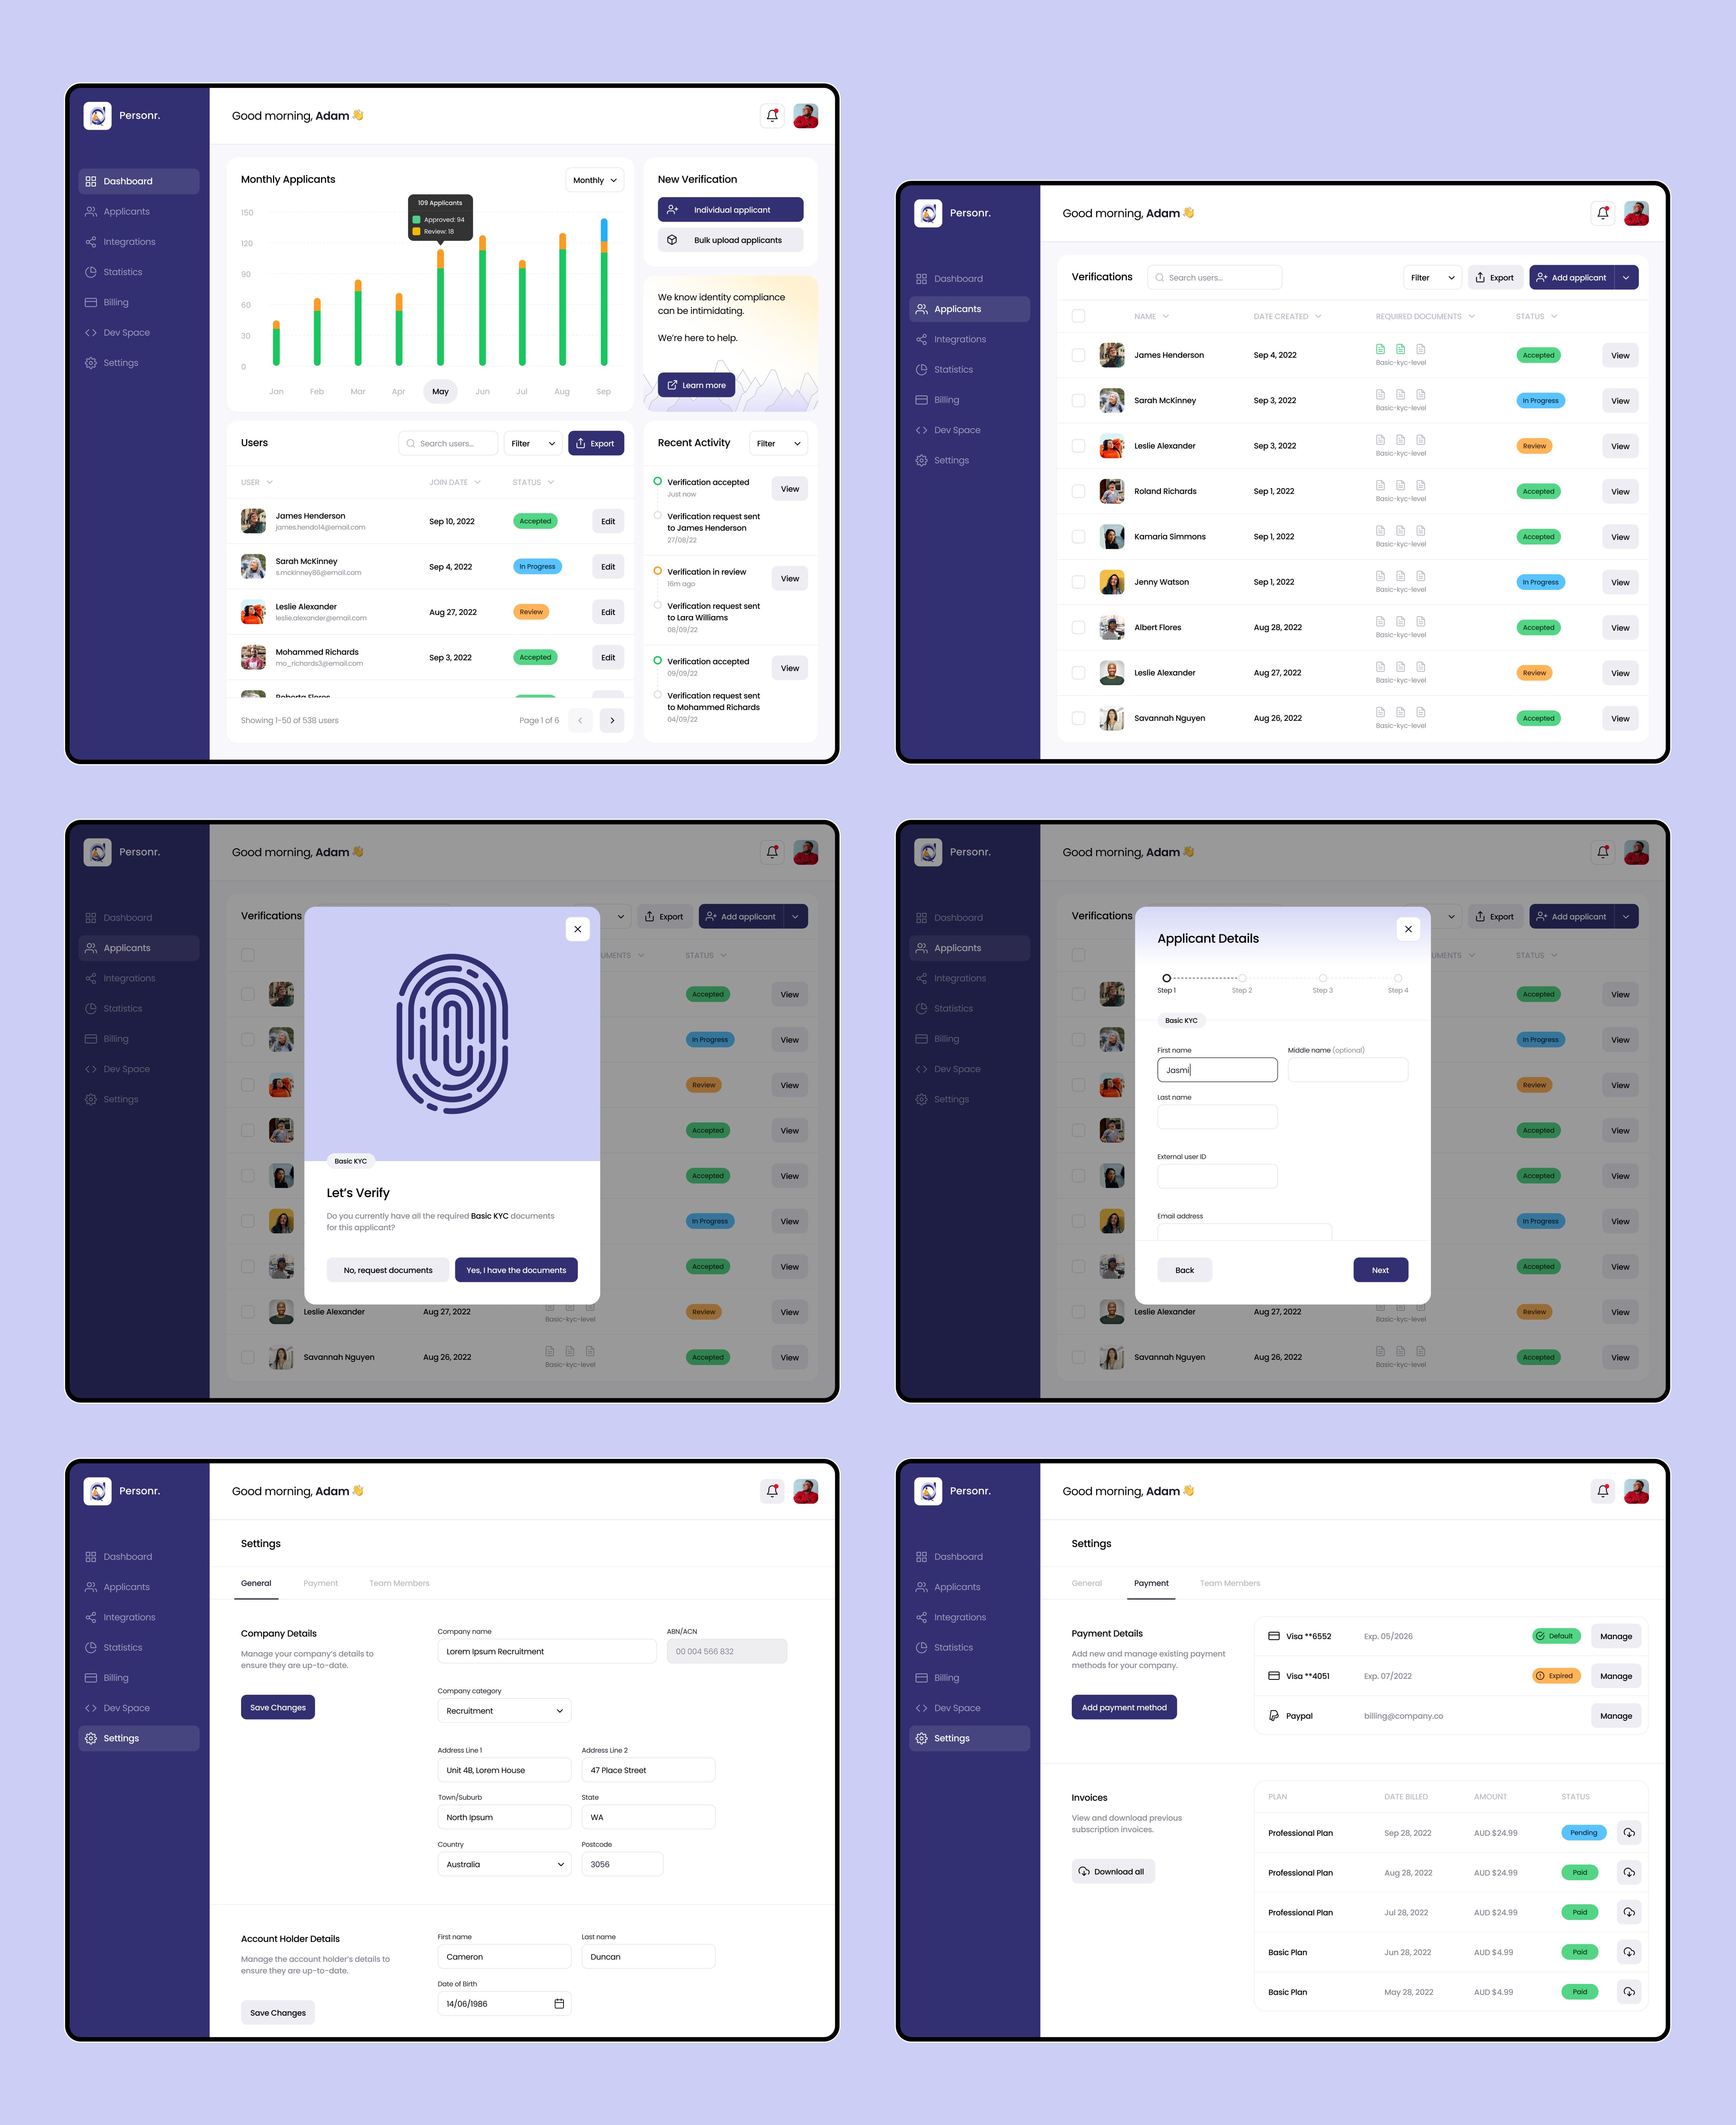 Personr.
Good morning, Adam 👋
Dashboard
Applicants
Integrations
Statistics
Billing
Dev Space
Settings
Monthly Applicants
Monthly
150
120
90
60
30
0
109 Applicants
Approved: 94
Review: 18
Jan Feb Mar Apr May Jun Jul Aug Sep
New Verification
Individual applicant
Bulk upload applicants
We know identity compliance
can be intimidating.
We're here to help.
Learn more
Users
Search users...
Filter
Export
USER JOIN DATE STATUS
James Henderson
james.hendo14@email.com
Sep 10, 2022 Accepted Edit
Sarah McKinney
s.mckinney86@email.com
Sep 4, 2022 In Progress Edit
Leslie Alexander
leslie.alexander@email.com
Aug 27, 2022 Review Edit
Mohammed Richards
mo_richards3@email.com
Sep 3, 2022 Accepted Edit
Roberta Flores
Showing 1-50 of 538 users
Page 1 of 6
Recent Activity
Filter
Verification accepted
Just now
View
Verification request sent
to James Henderson
27/08/22
Verification in review
16m ago
View
Verification request sent
to Lara Williams
08/09/22
Verification accepted
09/09/22
View
Verification request sent
to Mohammed Richards
04/09/22
Personr.
Good morning, Adam 👋
Dashboard
Applicants
Integrations
Statistics
Billing
Dev Space
Settings
Verifications
Search users...
Filter
Export
Add applicant
NAME DATE CREATED REQUIRED DOCUMENTS STATUS
James Henderson Sep 4, 2022 Basic-kyc-level Accepted View
Sarah McKinney Sep 3, 2022 Basic-kyc-level In Progress View
Leslie Alexander Sep 3, 2022 Basic-kyc-level Review View
Roland Richards Sep 1, 2022 Basic-kyc-level Accepted View
Kamaria Simmons Sep 1, 2022 Basic-kyc-level Accepted View
Jenny Watson Sep 1, 2022 Basic-kyc-level In Progress View
Albert Flores Aug 28, 2022 Basic-kyc-level Accepted View
Leslie Alexander Aug 27, 2022 Basic-kyc-level Review View
Savannah Nguyen Aug 26, 2022 Basic-kyc-level Accepted View
Personr.
Good morning, Adam 👋
Dashboard
Applicants
Integrations
Statistics
Billing
Dev Space
Settings
Verifications
Export
Add applicant
UMENTS STATUS
Accepted View
In Progress View
Review View
Accepted View
Accepted View
In Progress View
Accepted View
Leslie Alexander Aug 27, 2022 Basic-kyc-level Review View
Savannah Nguyen Aug 26, 2022 Basic-kyc-level Accepted View
Basic KYC
Let's Verify
Do you currently have all the required Basic KYC documents
for this applicant?
No, request documents
Yes, I have the documents
Personr.
Good morning, Adam 👋
Dashboard
Applicants
Integrations
Statistics
Billing
Dev Space
Settings
Verifications
Export
Add applicant
UMENTS STATUS
Accepted View
In Progress View
Review View
Accepted View
Accepted View
In Progress View
Accepted View
Leslie Alexander Aug 27, 2022 Basic-kyc-level Review View
Savannah Nguyen Aug 26, 2022 Basic-kyc-level Accepted View
Applicant Details
Step 1 Step 2 Step 3 Step 4
Basic KYC
First name
Jasmi
Middle name (optional)
Last name
External user ID
Email address
Back
Next
Personr.
Good morning, Adam 👋
Dashboard
Applicants
Integrations
Statistics
Billing
Dev Space
Settings
Settings
General Payment Team Members
Company Details
Manage your company's details to
ensure they are up-to-date.
Save Changes
Company name
Lorem Ipsum Recruitment
ABN/ACN
00 004 566 832
Company category
Recruitment
Address Line 1
Unit 4B, Lorem House
Address Line 2
47 Place Street
Town/Suburb
North Ipsum
State
WA
Country
Australia
Postcode
3056
Account Holder Details
Manage the account holder's details to
ensure they are up-to-date.
Save Changes
First name
Cameron
Last name
Duncan
Date of Birth
14/06/1986
Personr.
Good morning, Adam 👋
Dashboard
Applicants
Integrations
Statistics
Billing
Dev Space
Settings
Settings
General Payment Team Members
Payment Details
Add new and manage existing payment
methods for your company.
Add payment method
Visa **6552 Exp. 05/2026 Default Manage
Visa **4051 Exp. 07/2022 Expired Manage
Paypal billing@company.co Manage
Invoices
View and download previous
subscription invoices.
Download all
PLAN DATE BILLED AMOUNT STATUS
Professional Plan Sep 28, 2022 AUD $24.99 Pending
Professional Plan Aug 28, 2022 AUD $24.99 Paid
Professional Plan Jul 28, 2022 AUD $24.99 Paid
Basic Plan Jun 28, 2022 AUD $4.99 Paid
Basic Plan May 28, 2022 AUD $4.99 Paid